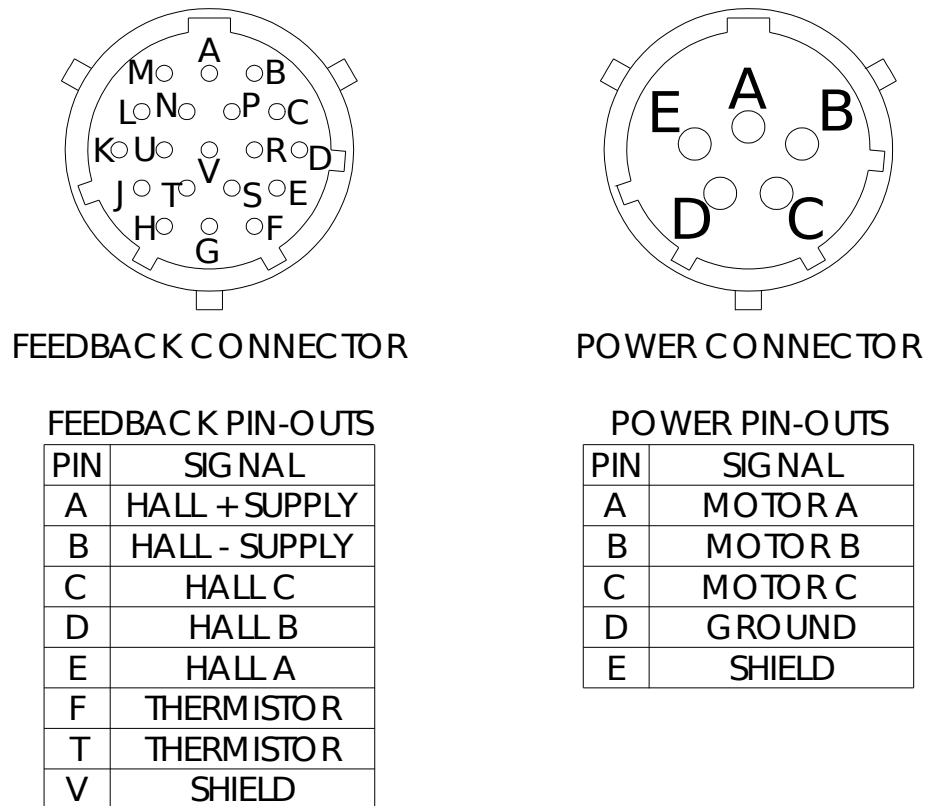 A
M B
L N P C
K U V R D
J T S E
H G F
FEEDBACK CONNECTOR
A
E B
D C
POWER CONNECTOR
FEEDBACK PIN-OUTS
PIN SIGNAL
A HALL + SUPPLY
B HALL - SUPPLY
C HALL C
D HALL B
E HALL A
F THERMISTOR
T THERMISTOR
V SHIELD
POWER PIN-OUTS
PIN SIGNAL
A MOTOR A
B MOTOR B
C MOTOR C
D GROUND
E SHIELD